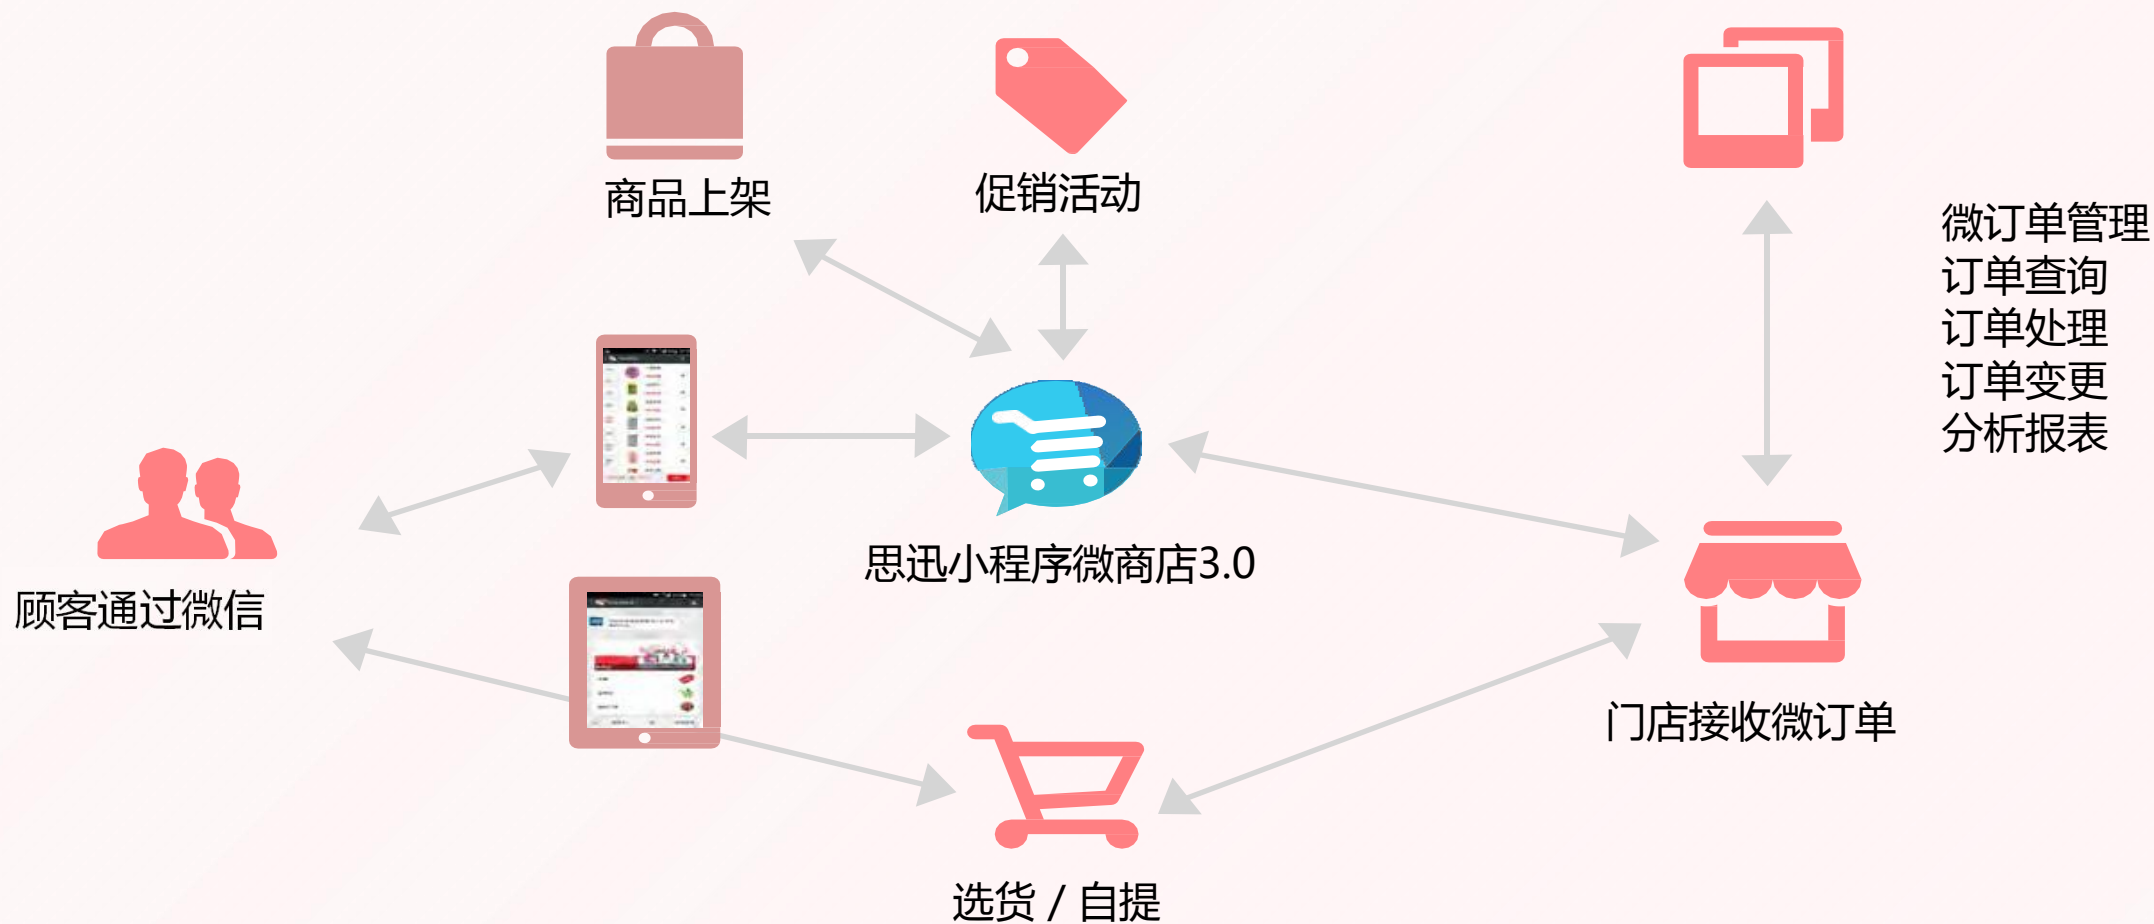 商品上架
促销活动
微订单管理
订单查询
订单处理
订单变更
分析报表
思迅小程序微商店3.0
顾客通过微信
门店接收微订单
选货 / 自提